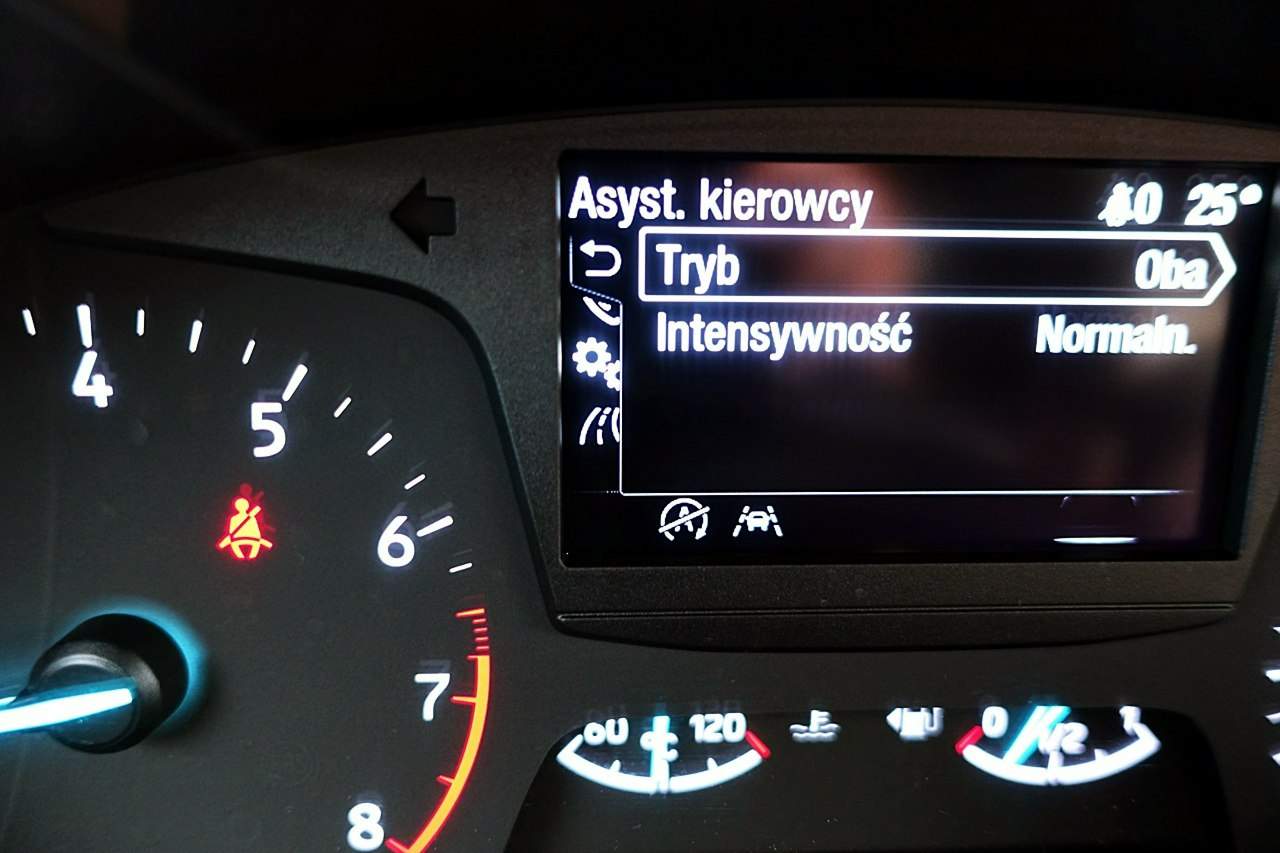 Asyst. kierowcy 25°
Tryb Oba
Intensywność Normaln.
4
5
6
7
8
120
0 1/2 1